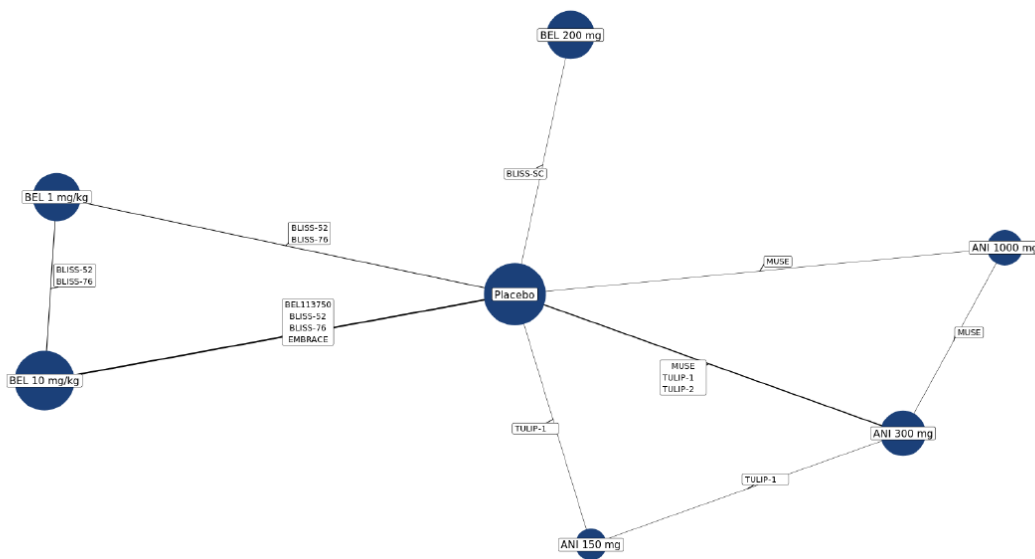 BEL 200 mg
BLISS-SC
BEL 1 mg/kg
BLISS-52
BLISS-76
ANI 1000 mg
MUSE
BLISS-52
BLISS-76
Placebo
BEL113750
BLISS-52
BLISS-76
EMBRACE
MUSE
BEL 10 mg/kg
MUSE
TULIP-1
TULIP-2
TULIP-1
ANI 300 mg
TULIP-1
ANI 150 mg